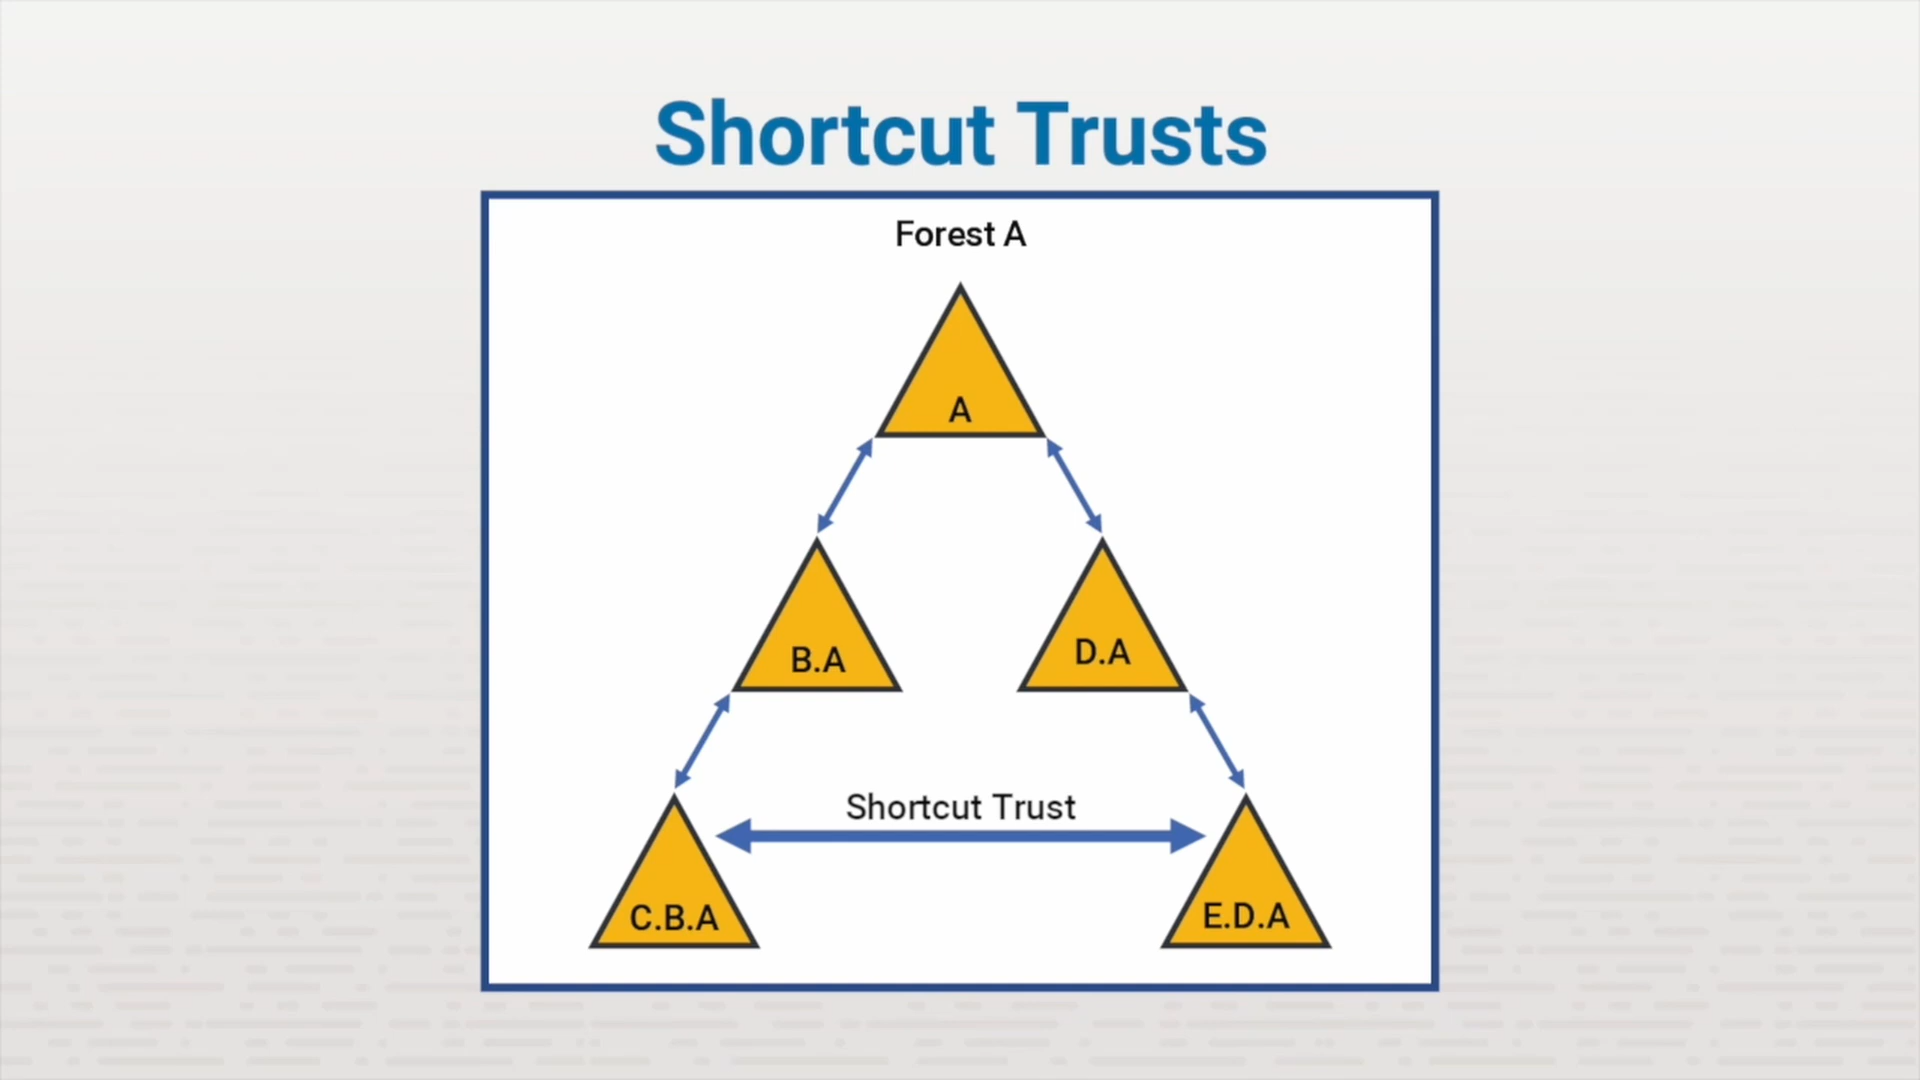 Shortcut Trusts
Forest A
A
B.A
D.A
Shortcut Trust
C.B.A
E.D.A